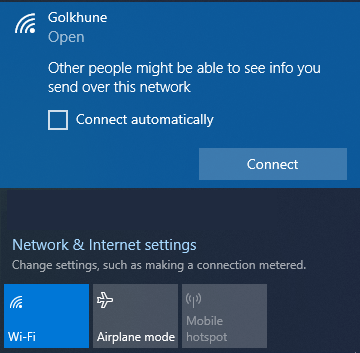 Golkhune
Open
Other people might be able to see info you
send over this network
Connect automatically
Connect
Network & Internet settings
Change settings, such as making a connection metered.
Wi-Fi
Airplane mode
Mobile
hotspot